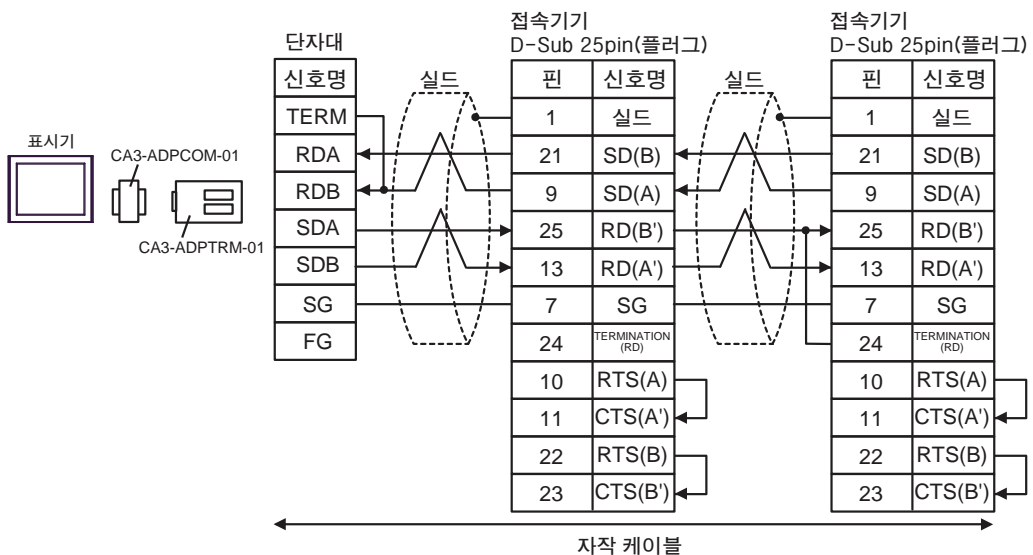 접속기기
D-Sub 25pin(플러그)
접속기기
D-Sub 25pin(플러그)
단자대
신호명
실드
핀
신호명
실드
핀
신호명
TERM
1
실드
1
실드
표시기
CA3-ADPCOM-01
RDA
21
SD(B)
21
SD(B)
RDB
9
SD(A)
9
SD(A)
CA3-ADPTRM-01
SDA
25
RD(B')
25
RD(B')
SDB
13
RD(A')
13
RD(A')
SG
7
SG
7
SG
FG
24
TERMINATION
(RD)
24
TERMINATION
(RD)
10
RTS(A)
10
RTS(A)
11
CTS(A')
11
CTS(A')
22
RTS(B)
22
RTS(B)
23
CTS(B')
23
CTS(B')
자작 케이블